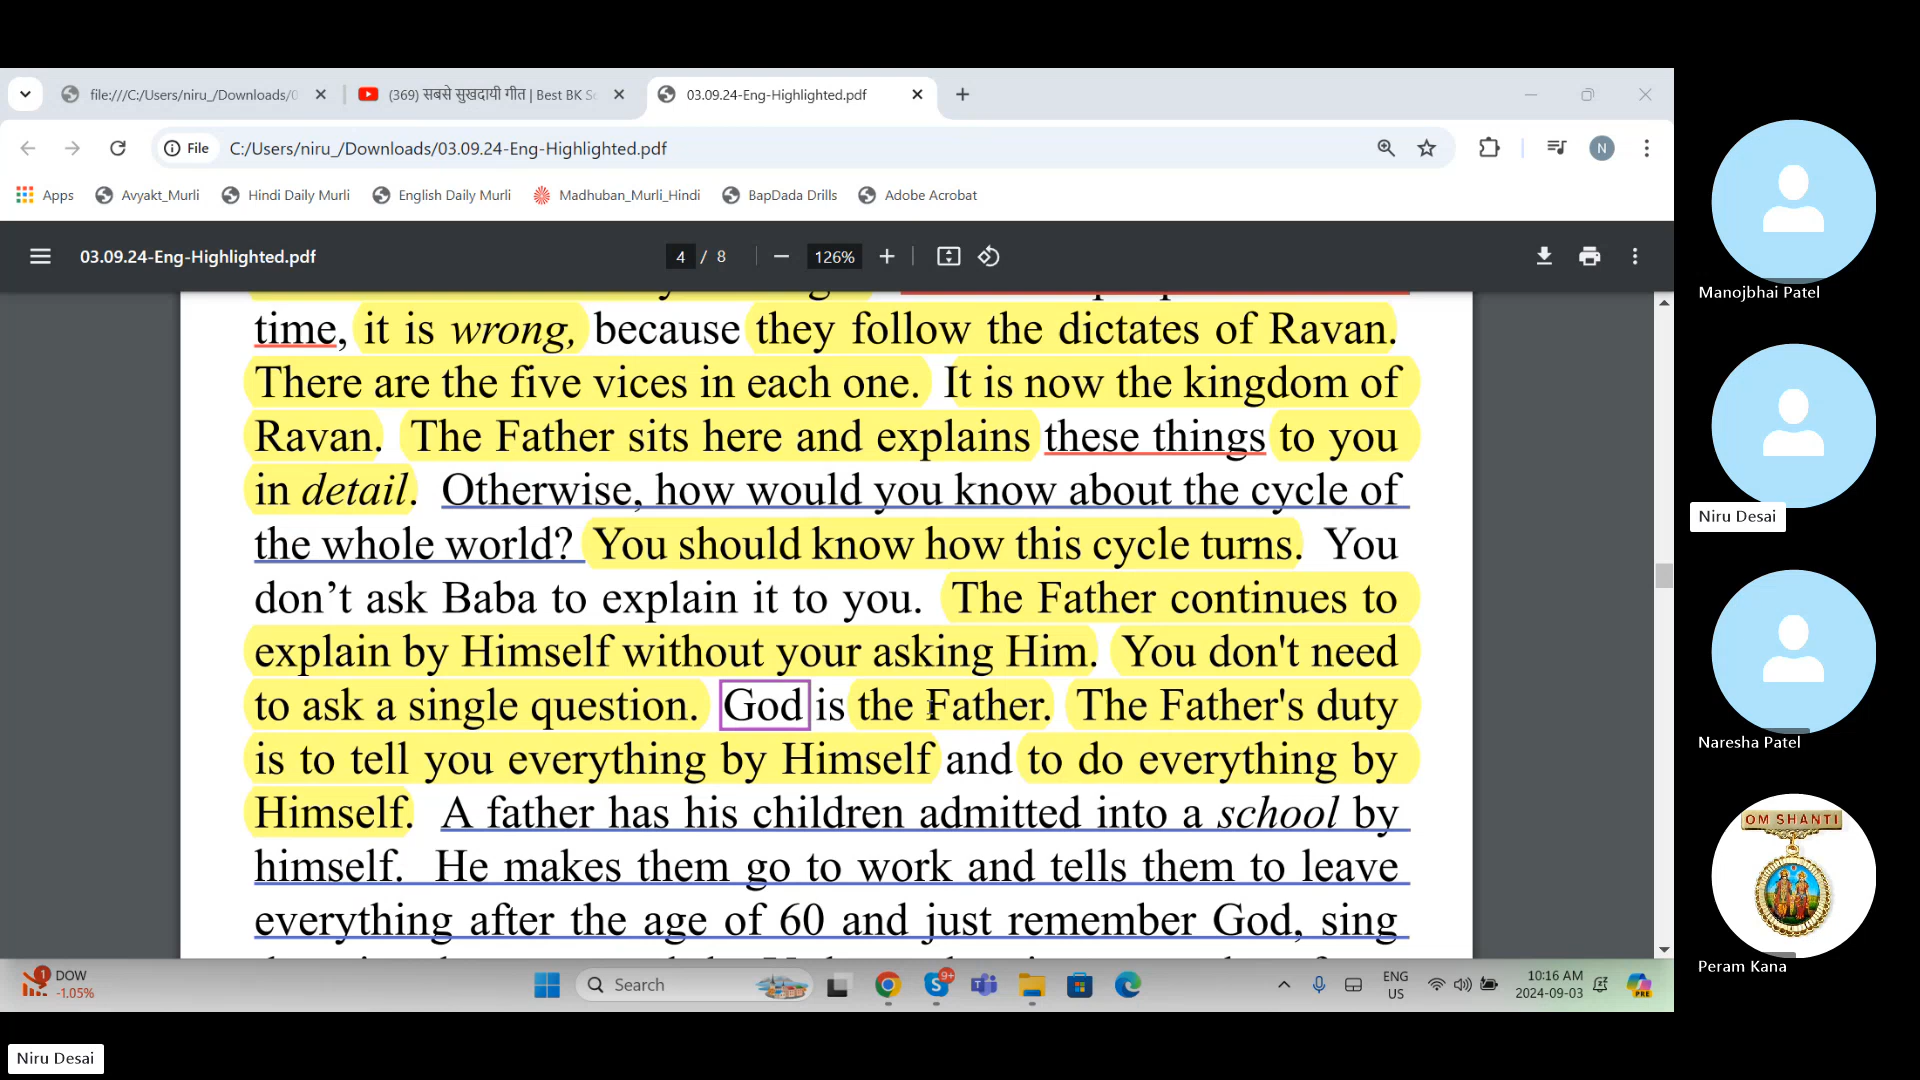 file:///C:/Users/niru_/Downloads/0
(369) सबसे सुखदायी गीत | Best BK So
03.09.24-Eng-Highlighted.pdf
File
C:/Users/niru_/Downloads/03.09.24-Eng-Highlighted.pdf
N
Apps
Avyakt_Murli
Hindi Daily Murli
English Daily Murli
Madhuban_Murli_Hindi
BapDada Drills
Adobe Acrobat
03.09.24-Eng-Highlighted.pdf
4 / 8
126%
time, it is wrong, because they follow the dictates of Ravan.
There are the five vices in each one. It is now the kingdom of
Ravan. The Father sits here and explains these things to you
in detail. Otherwise, how would you know about the cycle of
the whole world? You should know how this cycle turns. You
don’t ask Baba to explain it to you. The Father continues to
explain by Himself without your asking Him. You don't need
to ask a single question. God is the Father. The Father's duty
is to tell you everything by Himself and to do everything by
Himself. A father has his children admitted into a school by
himself. He makes them go to work and tells them to leave
everything after the age of 60 and just remember God, sing
1
DOW
-1.05%
Search
9+
ENG
US
10:16 AM
2024-09-03
PRE
Manojbhai Patel
Niru Desai
Naresha Patel
OM SHANTI
Peram Kana
Niru Desai